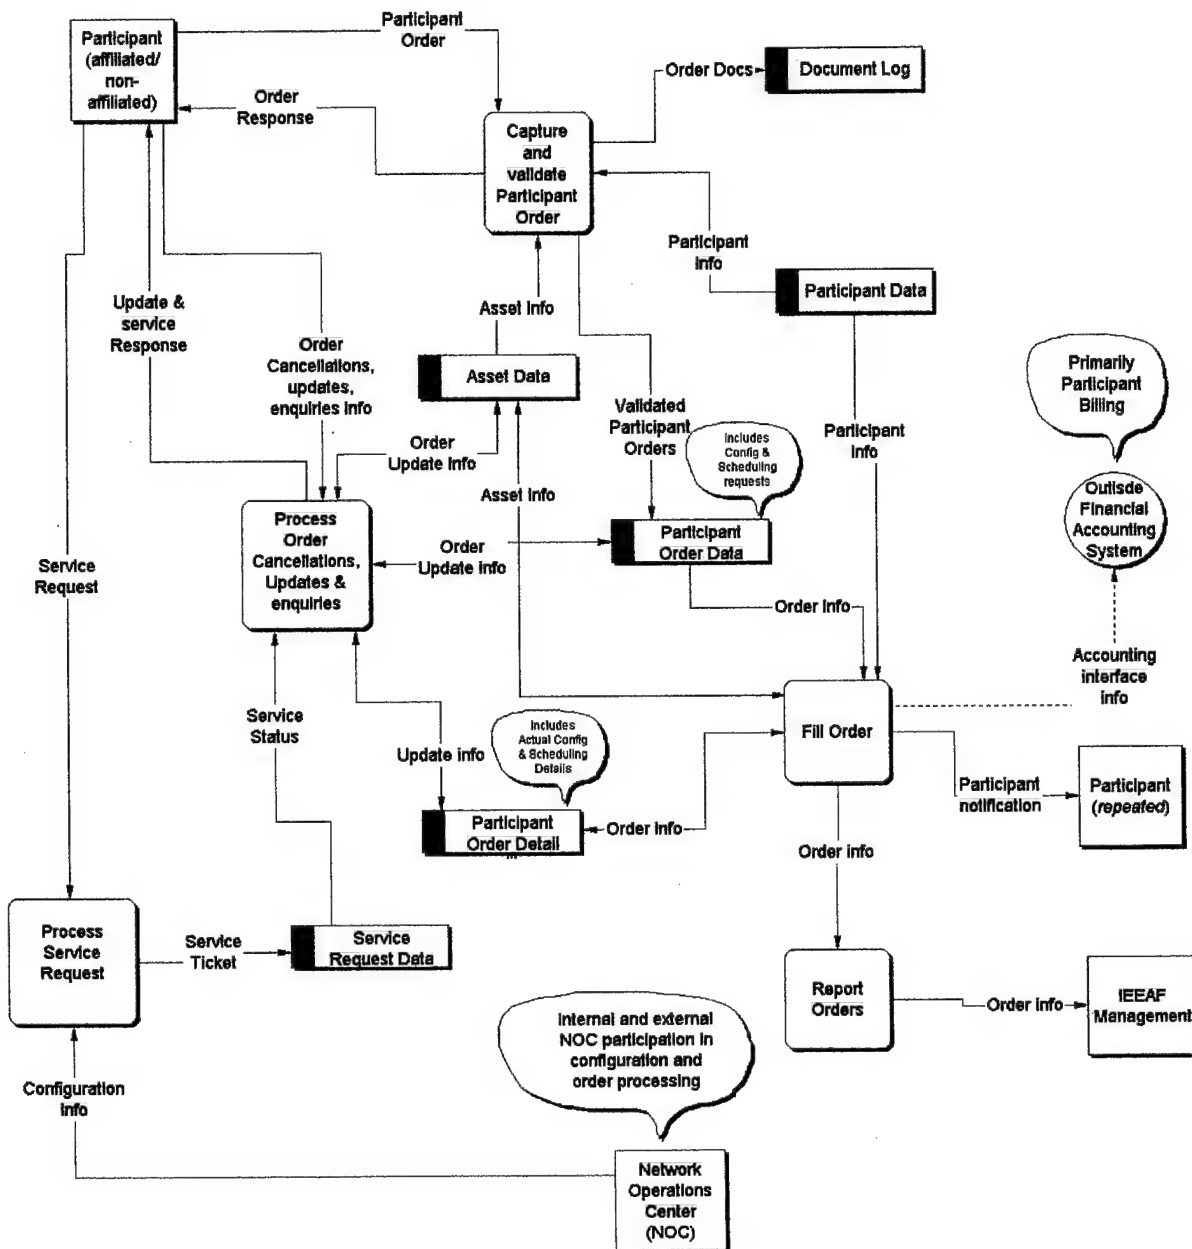 Participant
(affiliated/
non-
affiliated)
Participant
Order
Order
Response
Capture
and
validate
Participant
Order
Order Docs
Document Log
Participant
Info
Participant Data
Update &
service
Response
Order
Cancellations,
updates,
enquiries info
Asset Info
Asset Data
Validated
Participant
Orders
Includes
Config &
Scheduling
requests
Participant
Info
Primarily
Participant
Billing
Order
Update info
Asset Info
Outlisde
Financial
Accounting
System
Process
Order
Cancellations,
Updates &
enquiries
Order
Update info
Participant
Order Data
Service
Request
Order info
Accounting
interface
info
Service
Status
Update info
Includes
Actual Config
& Scheduling
Details
Fill Order
Participant
notification
Participant
(repeated)
Participant
Order Detail
Order info
Order info
Process
Service
Request
Service
Ticket
Service
Request Data
Report
Orders
Order info
IEEAF
Management
Internal and external
NOC participation in
configuration and
order processing
Configuration
Info
Network
Operations
Center
(NOC)